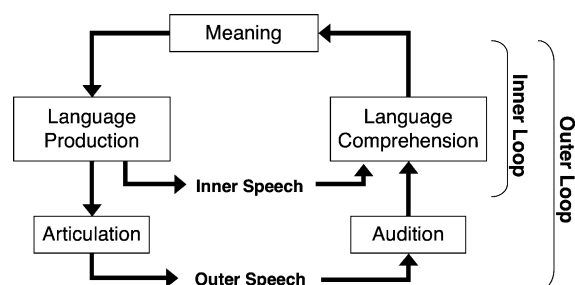 Meaning
Language
Production
Language
Comprehension
Inner Speech
Articulation
Audition
Outer Speech
Inner Loop
Outer Loop